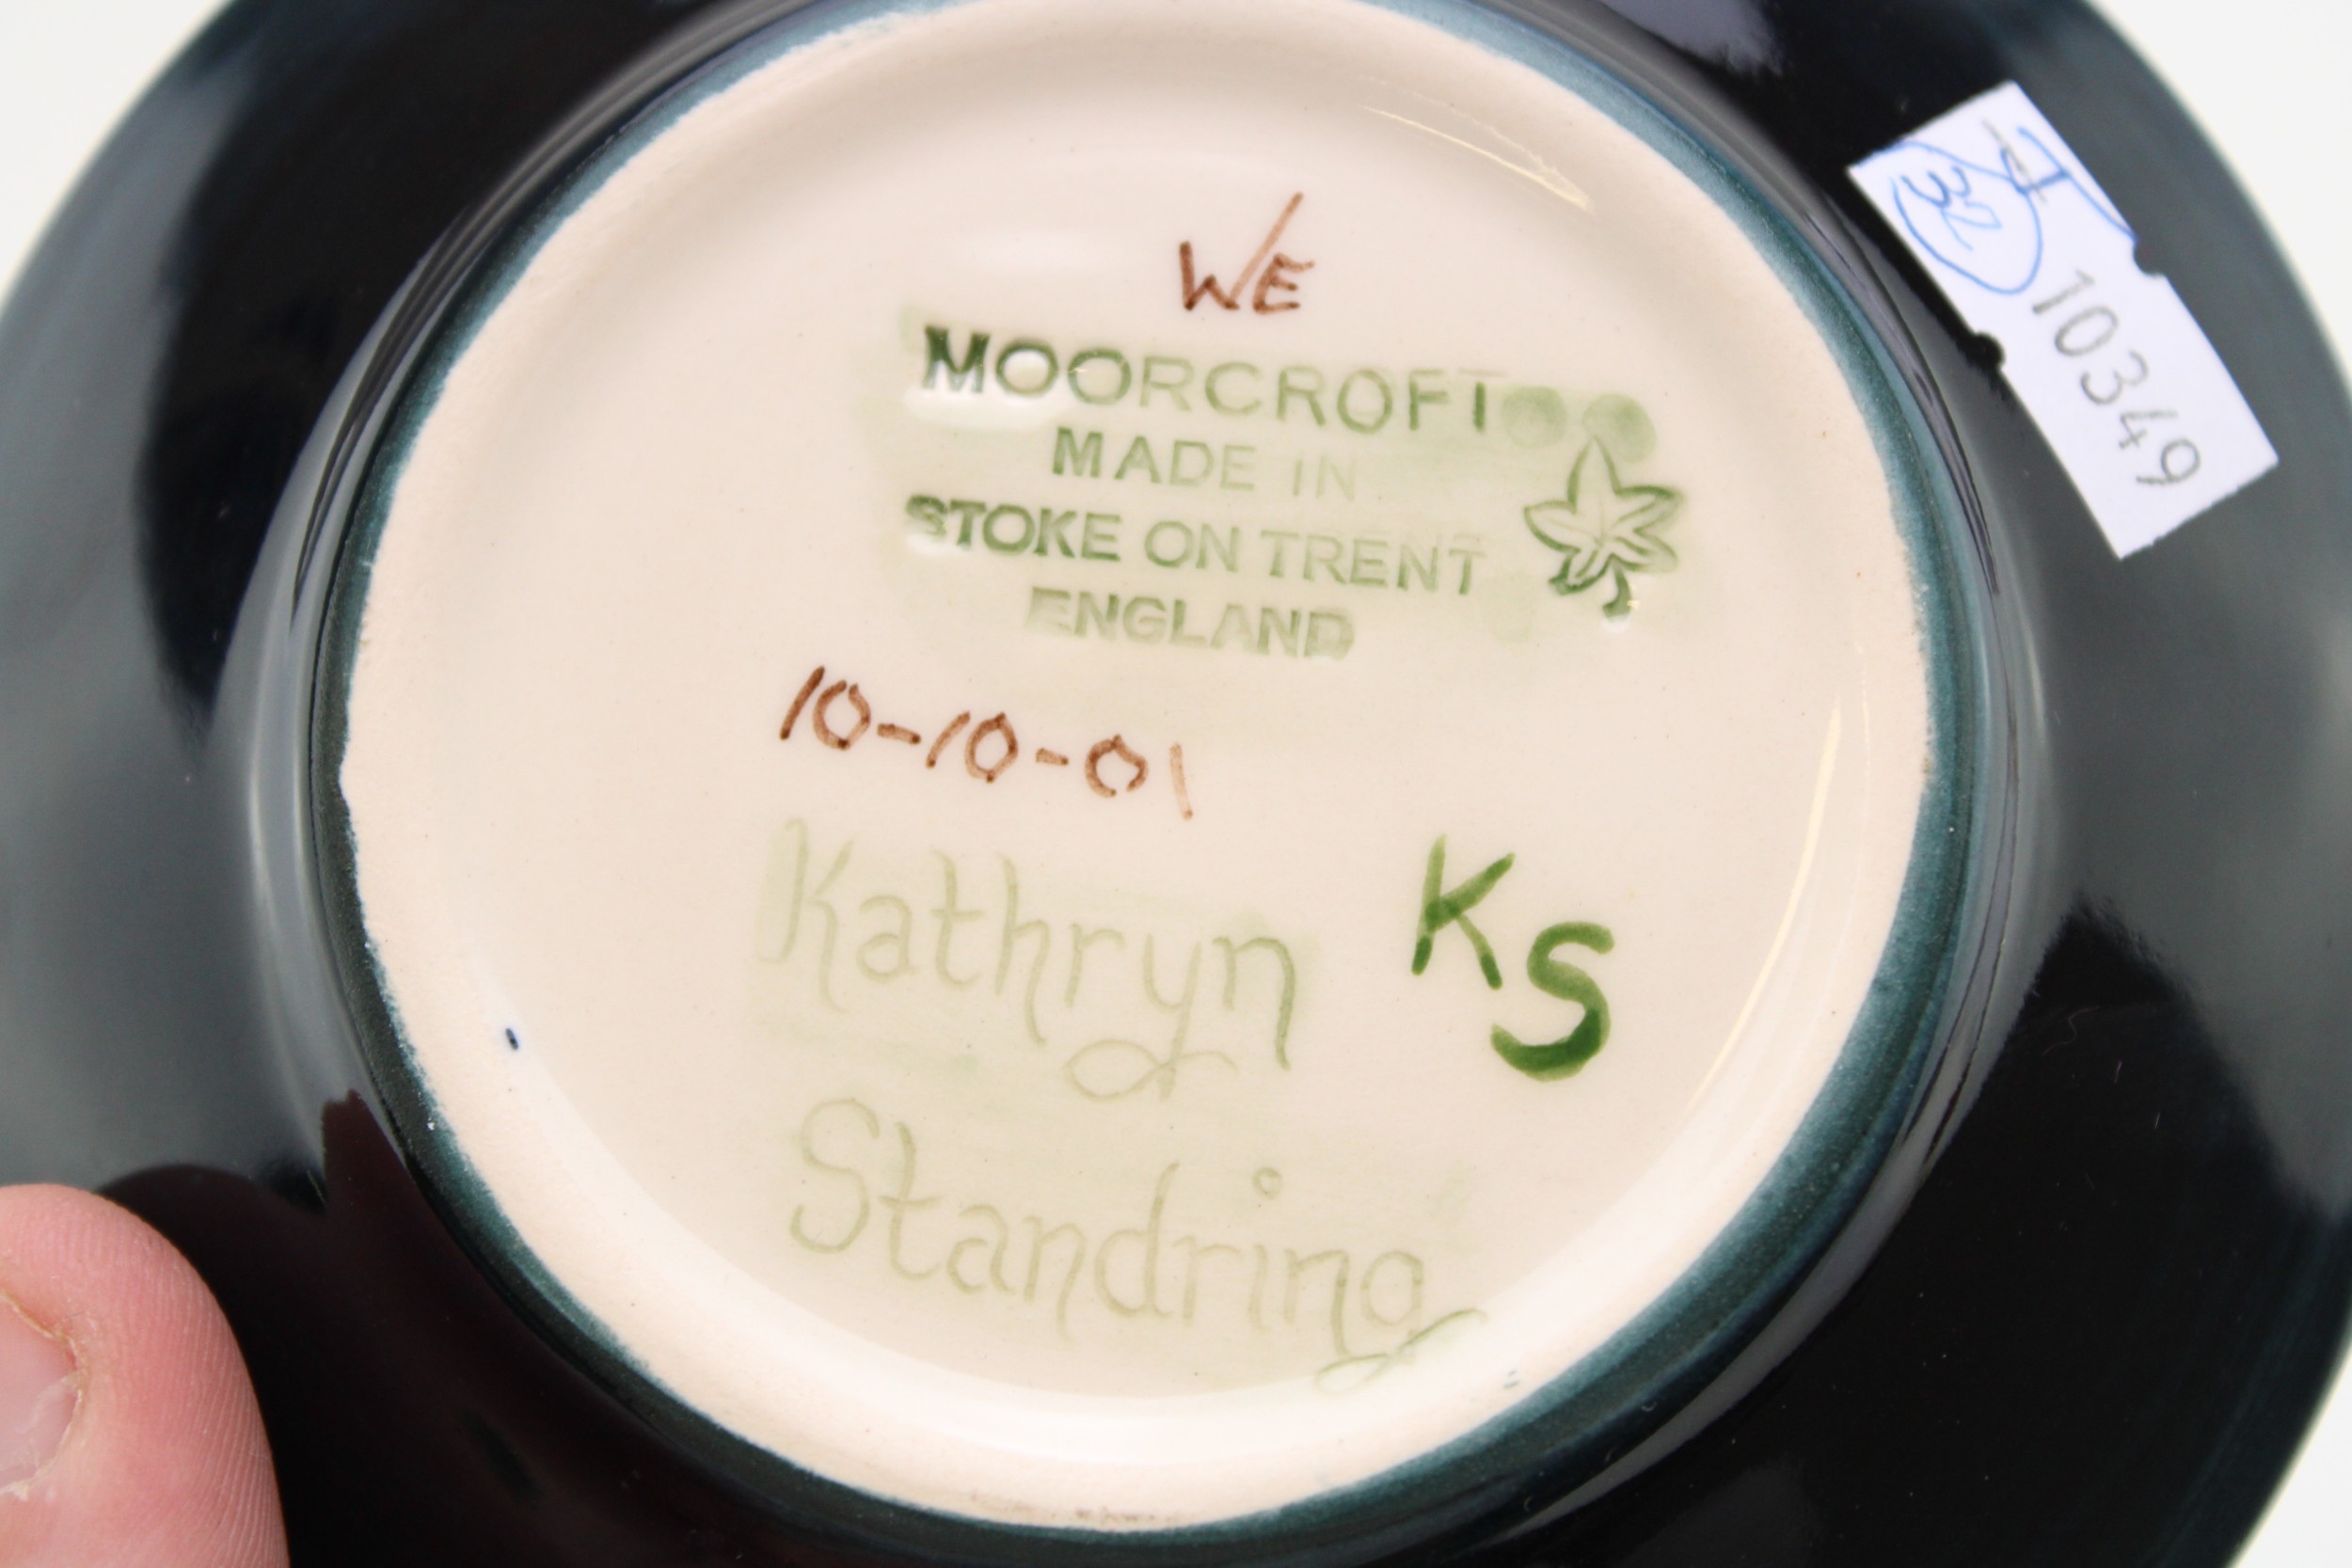 WE
MOORCROFT
MADE IN
STOKE ON TRENT
ENGLAND
10-10-01
Kathryn
Standring
KS
10349